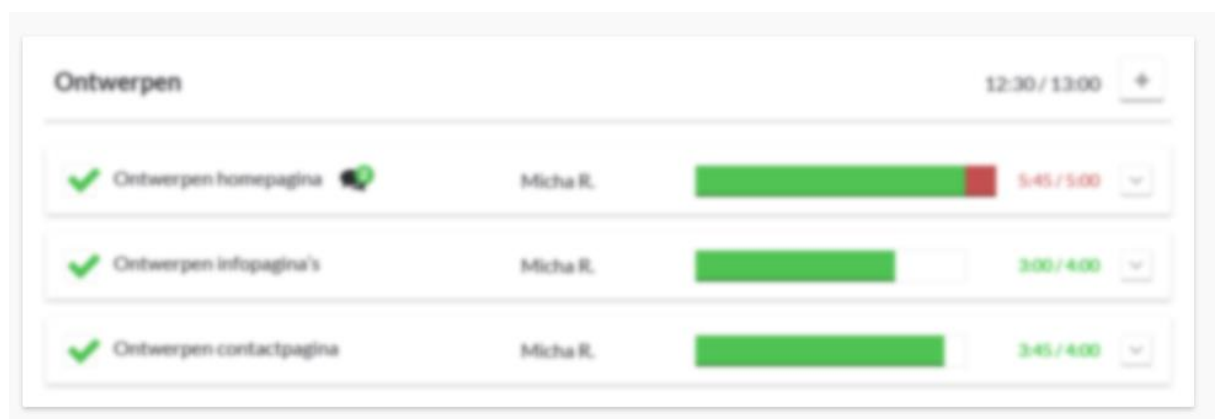 Ontwerpen 12:30 / 13:00 +
Ontwerpen homepagina Micha R. 5:45 / 5:00
Ontwerpen infopagina's Micha R. 3:00 / 4:00
Ontwerpen contactpagina Micha R. 3:45 / 4:00